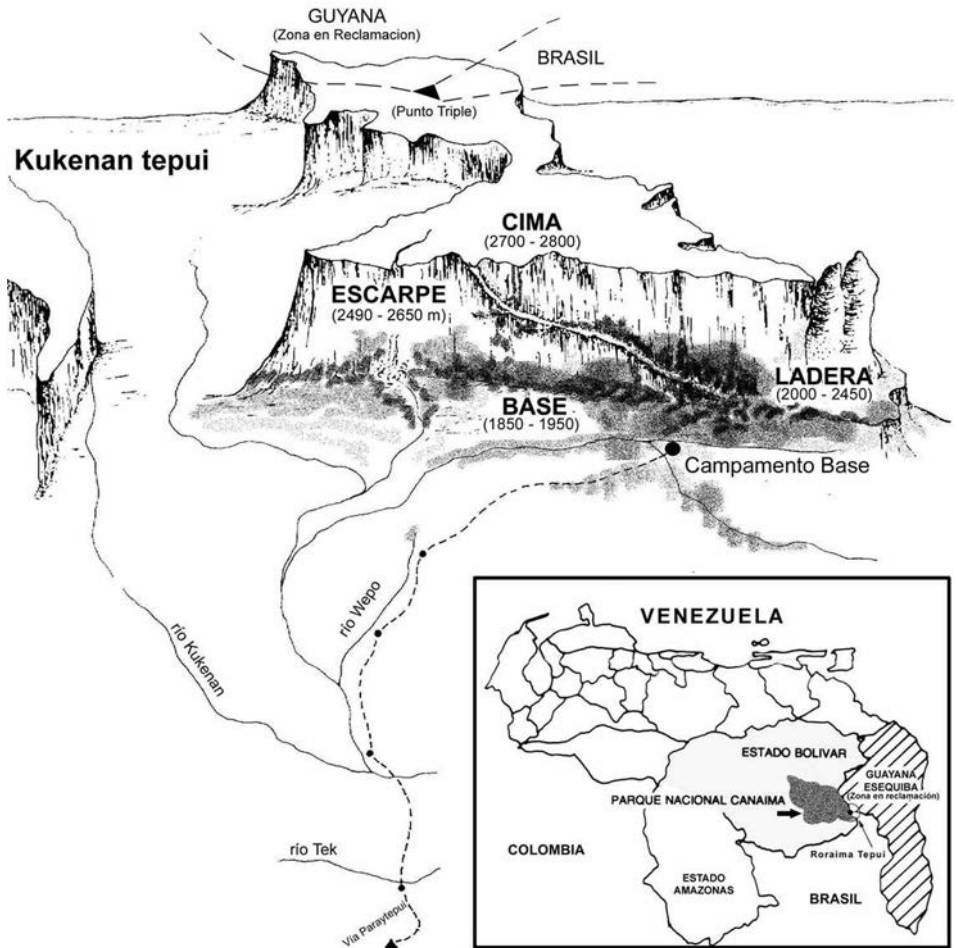 GUYANA
(Zona en Reclamacion)
BRASIL
(Punto Triple)
Kukenan tepui
CIMA
(2700 - 2800)
ESCARPE
(2490 - 2650 m)
LADERA
(2000 - 2450)
BASE
(1850 - 1950)
Campamento Base
río Wepo
río Kukenan
río Tek
Vía Paraytepui
VENEZUELA
ESTADO BOLIVAR
GUAYANA
ESEQUIBA
(Zona en reclamación)
PARQUE NACIONAL CANAIMA
Roraima Tepui
COLOMBIA
ESTADO
AMAZONAS
BRASIL